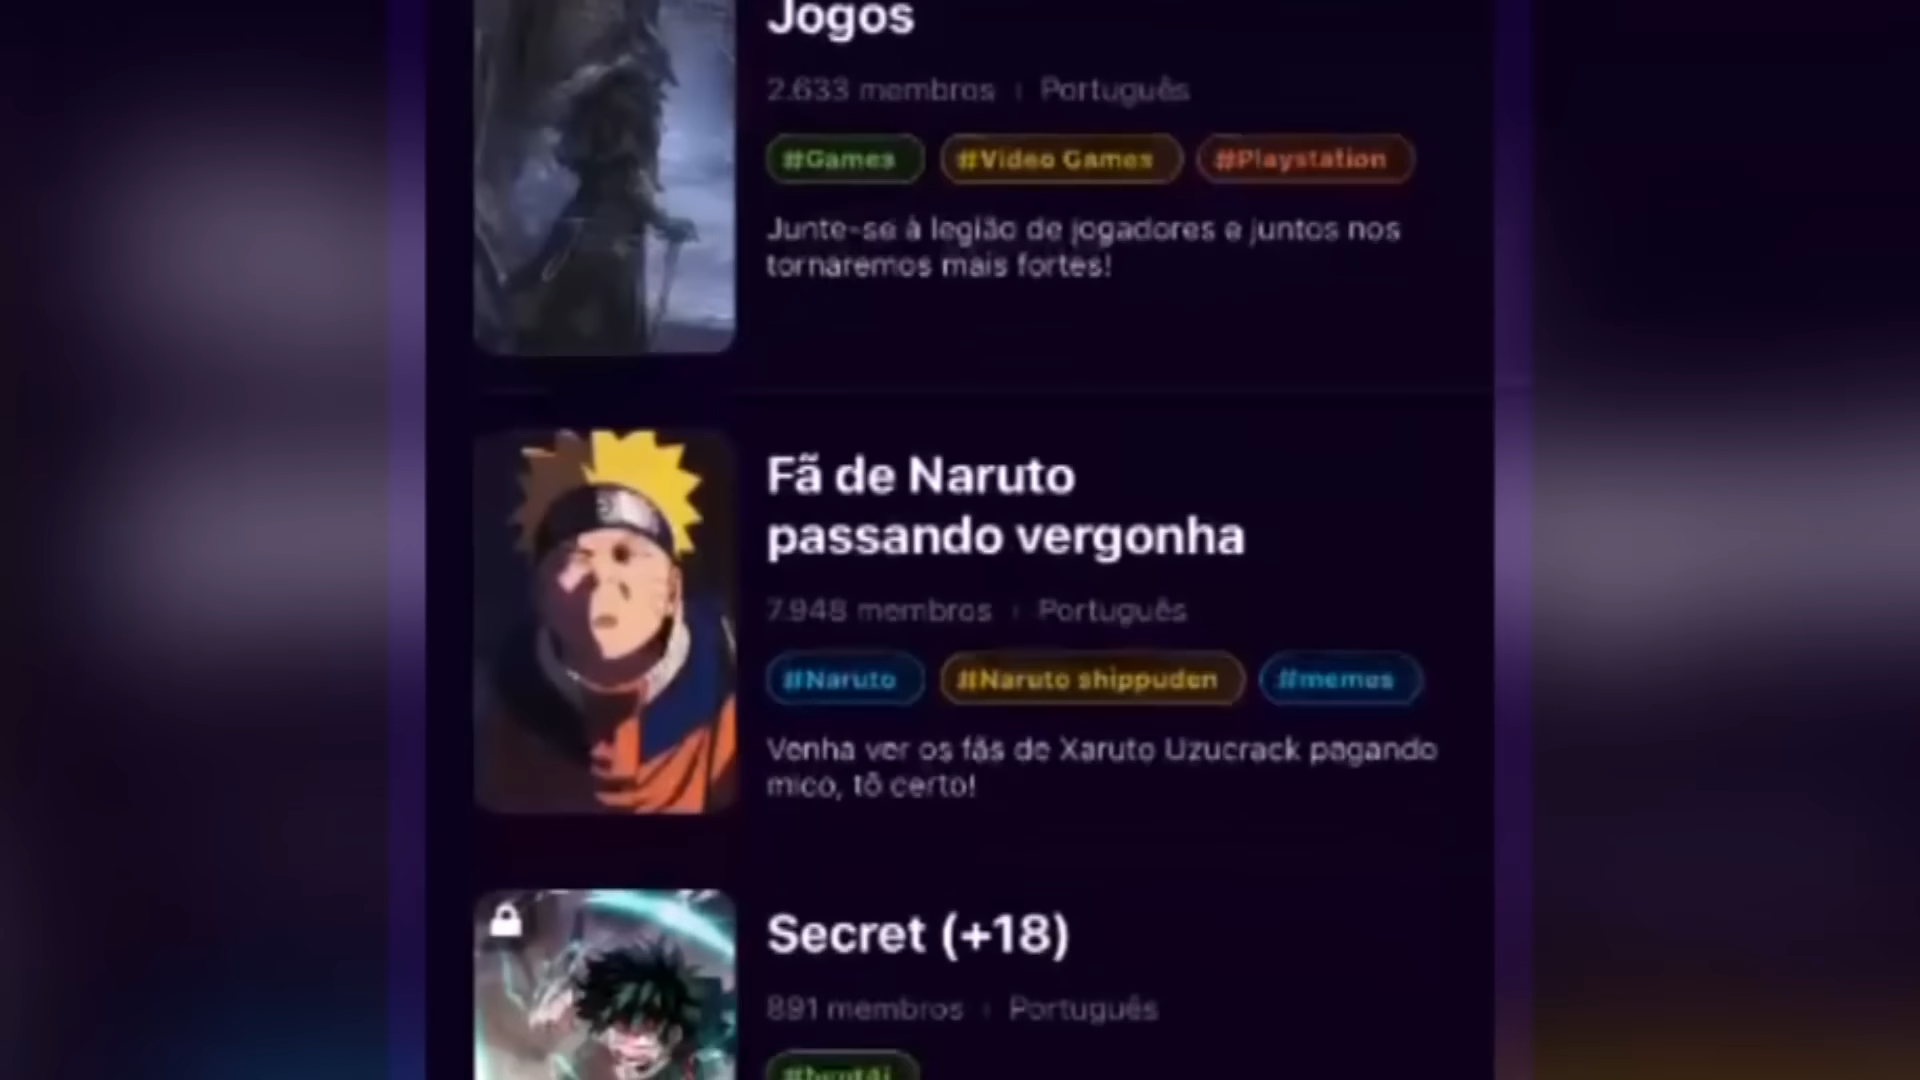 Jogos
2.633 membros | Português
#Games #Video Games #Playstation
Junte-se à legião de jogadores e juntos nos
tornaremos mais fortes!
Fã de Naruto
passando vergonha
7.948 membros | Português
#Naruto #Naruto shippuden #memes
Venha ver os fãs de Xaruto Uzucrack pagando
mico, tô certo!
Secret (+18)
891 membros | Português